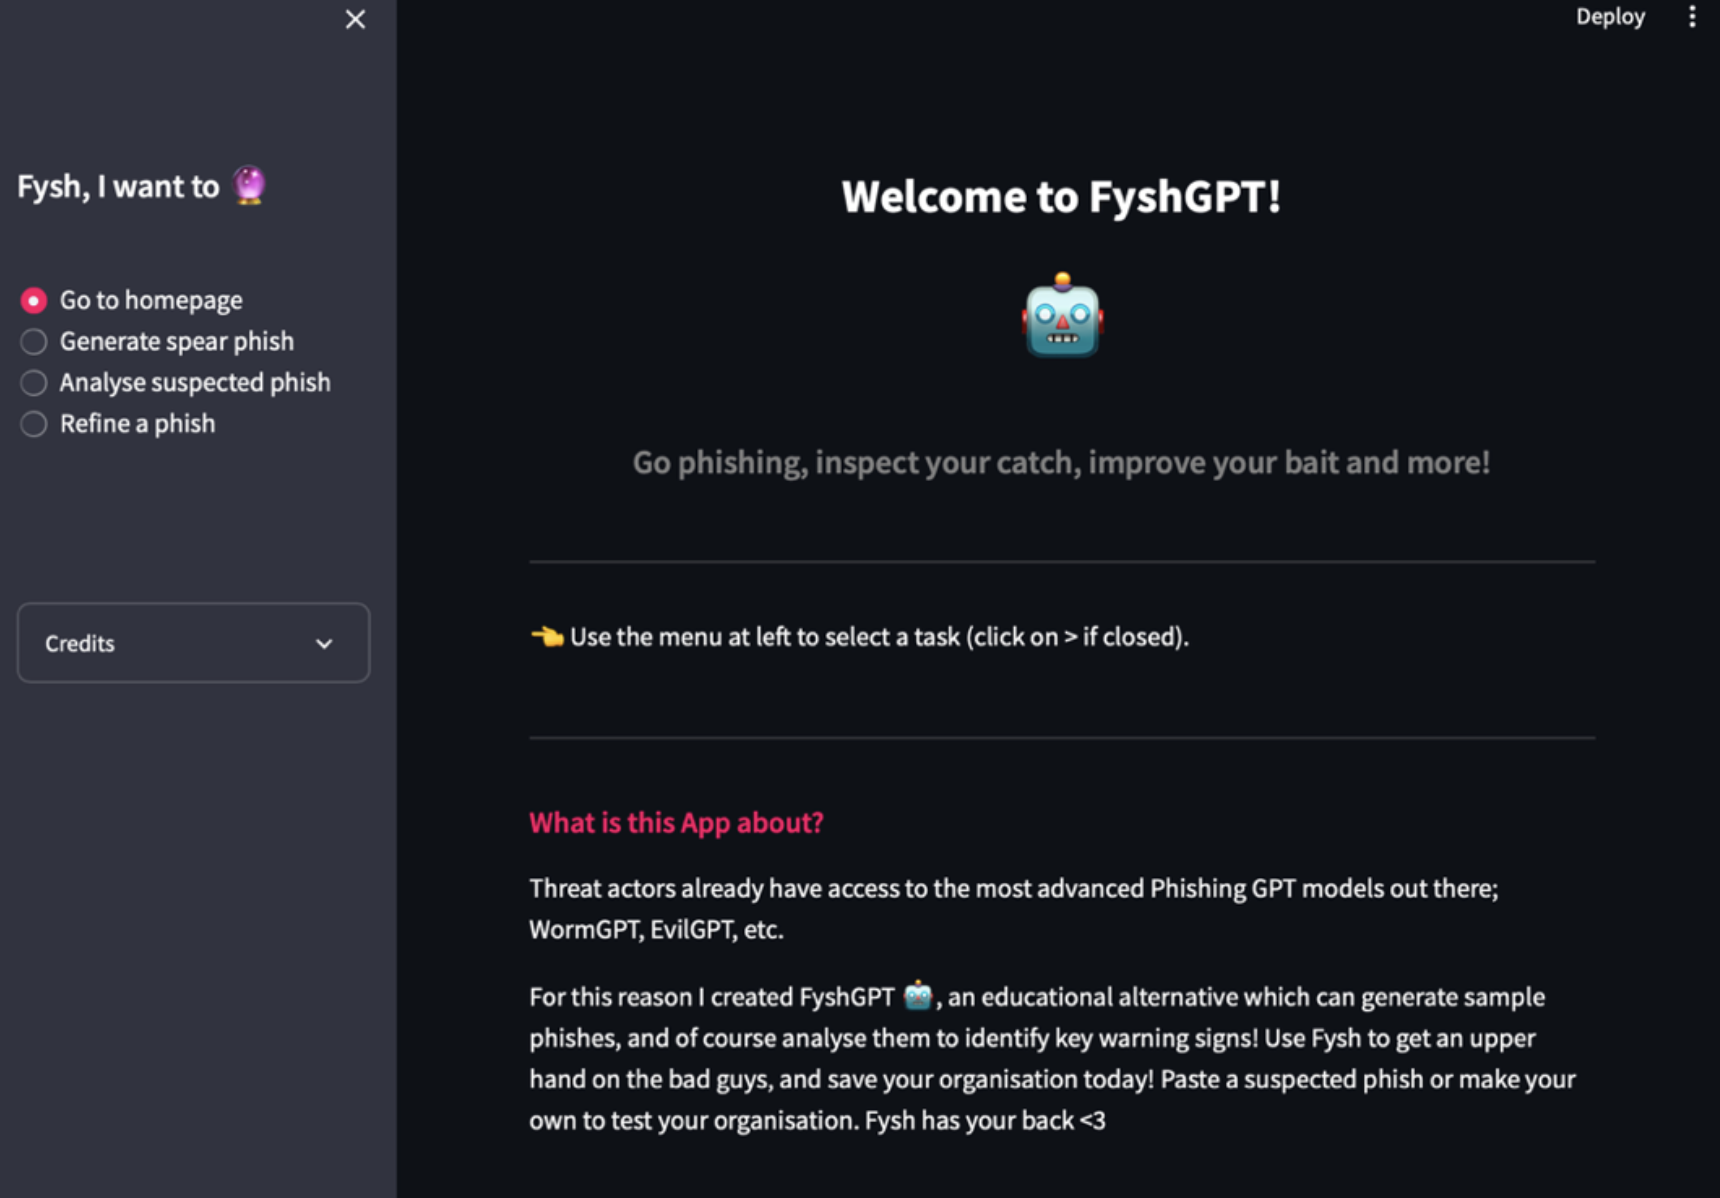 Deploy
Fysh, I want to
Go to homepage
Generate spear phish
Analyse suspected phish
Refine a phish
Credits
Welcome to FyshGPT!
Go phishing, inspect your catch, improve your bait and more!
Use the menu at left to select a task (click on > if closed).
What is this App about?
Threat actors already have access to the most advanced Phishing GPT models out there;
WormGPT, EvilGPT, etc.
For this reason I created FyshGPT 🤖, an educational alternative which can generate sample
phishes, and of course analyse them to identify key warning signs! Use Fysh to get an upper
hand on the bad guys, and save your organisation today! Paste a suspected phish or make your
own to test your organisation. Fysh has your back <3